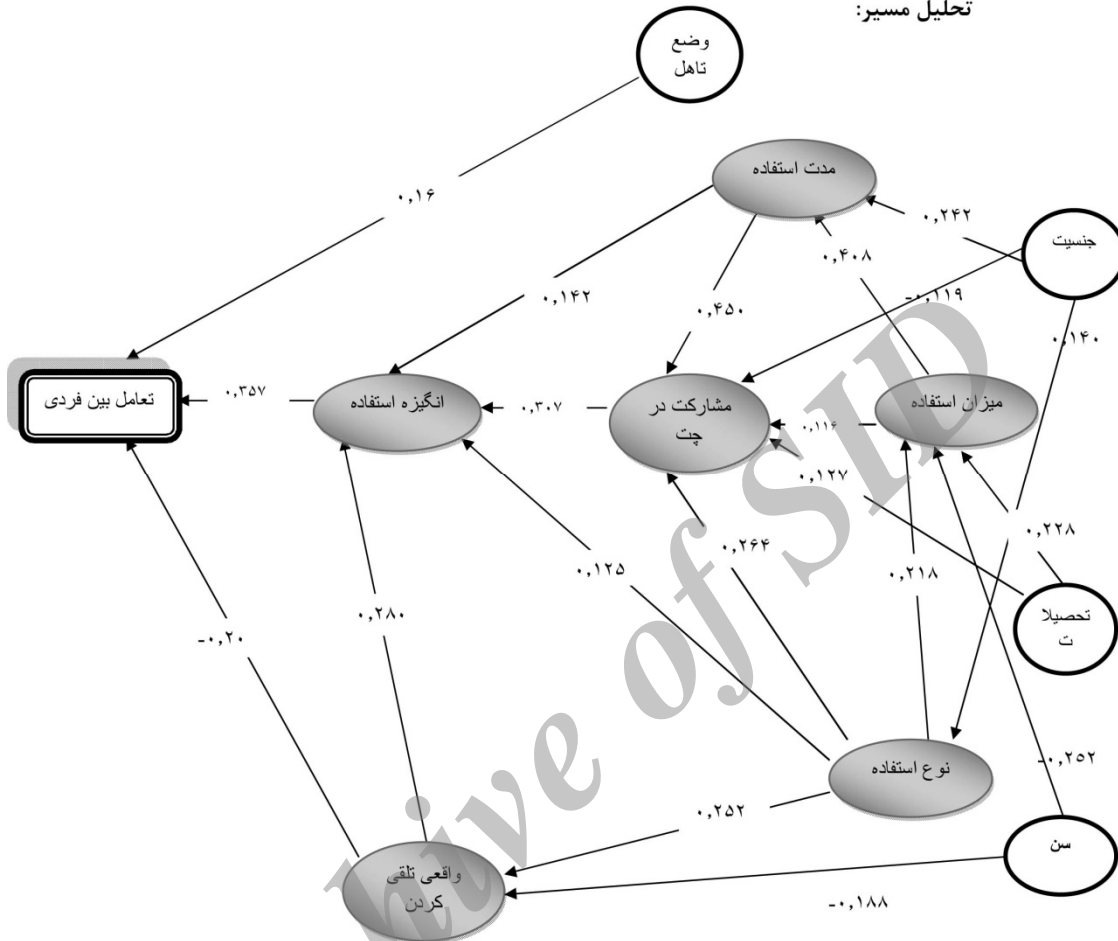 تحلیل مسیر:
وضع
تاهل
مدت استفاده
۰٫۱۶
۰٫۲۴۲
جنسیت
۰٫۴۰۸
۰٫۱۴۲
۰٫۴۵۰
-۰٫۱۱۹
۰٫۱۴۰
تعامل بین فردی
۰٫۳۵۷
انگیزه استفاده
۰٫۳۰۷
مشارکت در
چت
۰٫۱۱۶
میزان استفاده
۰٫۱۲۷
۰٫۲۲۸
۰٫۲۶۴
۰٫۱۲۵
۰٫۲۱۸
۰٫۲۸۰
تحصیلا
ت
-۰٫۲۰
نوع استفاده
-۰٫۲۵۲
۰٫۲۵۲
سن
واقعی تلقی
کردن
-۰٫۱۸۸
hive of SID